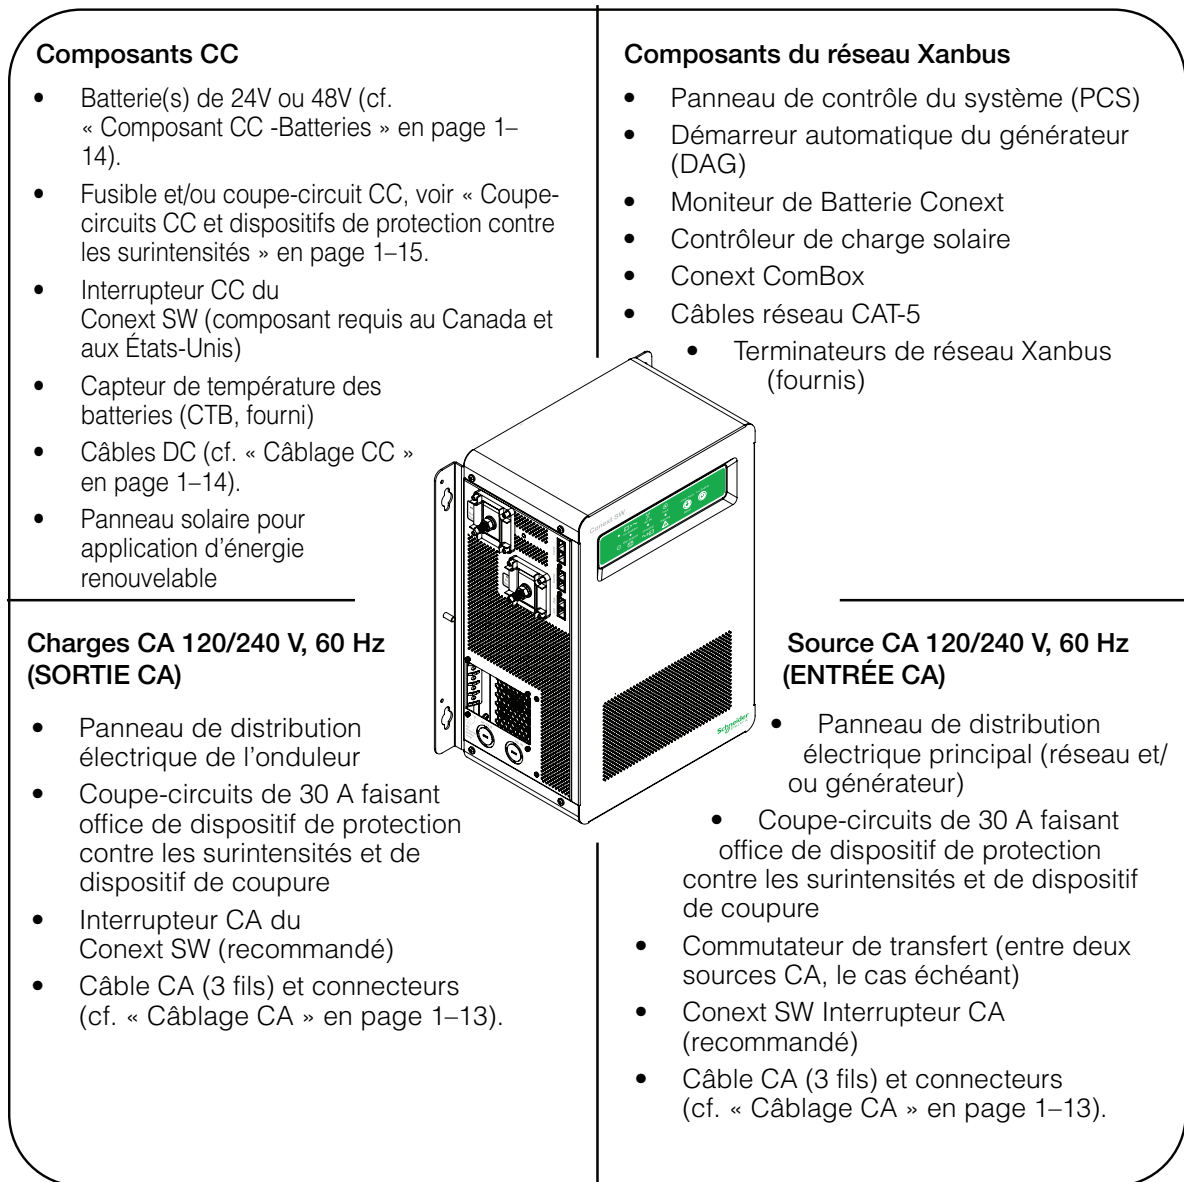 Composants CC
• Batterie(s) de 24V ou 48V (cf.
« Composant CC -Batteries » en page 1–
14).
• Fusible et/ou coupe-circuit CC, voir « Coupe-
circuits CC et dispositifs de protection contre
les surintensités » en page 1–15.
• Interrupteur CC du
Conext SW (composant requis au Canada et
aux États-Unis)
• Capteur de température des
batteries (CTB, fourni)
• Câbles DC (cf. « Câblage CC »
en page 1–14).
• Panneau solaire pour
application d’énergie
renouvelable
Composants du réseau Xanbus
• Panneau de contrôle du système (PCS)
• Démarreur automatique du générateur
(DAG)
• Moniteur de Batterie Conext
• Contrôleur de charge solaire
• Conext ComBox
• Câbles réseau CAT-5
• Terminateurs de réseau Xanbus
(fournis)
Conext SW
Schneider
Charges CA 120/240 V, 60 Hz
(SORTIE CA)
• Panneau de distribution
électrique de l’onduleur
• Coupe-circuits de 30 A faisant
office de dispositif de protection
contre les surintensités et de
dispositif de coupure
• Interrupteur CA du
Conext SW (recommandé)
• Câble CA (3 fils) et connecteurs
(cf. « Câblage CA » en page 1–13).
Source CA 120/240 V, 60 Hz
(ENTRÉE CA)
• Panneau de distribution
électrique principal (réseau et/
ou générateur)
• Coupe-circuits de 30 A faisant
office de dispositif de protection
contre les surintensités et de dispositif
de coupure
• Commutateur de transfert (entre deux
sources CA, le cas échéant)
• Conext SW Interrupteur CA
(recommandé)
• Câble CA (3 fils) et connecteurs
(cf. « Câblage CA » en page 1–13).